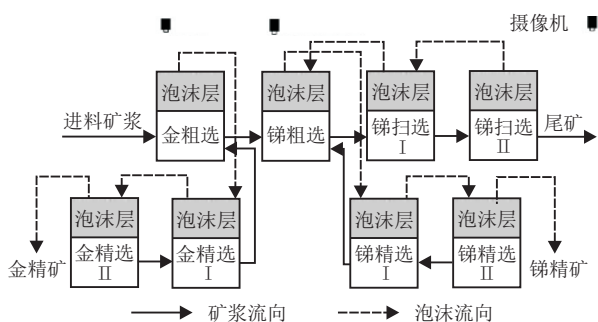 摄像机
泡沫层
泡沫层
泡沫层
泡沫层
进料矿浆
金粗选
锑粗选
锑扫选
Ⅰ
锑扫选
Ⅱ
尾矿
泡沫层
泡沫层
泡沫层
泡沫层
金精矿
金精选
Ⅱ
金精选
Ⅰ
锑精选
Ⅰ
锑精选
Ⅱ
锑精矿
矿浆流向
泡沫流向